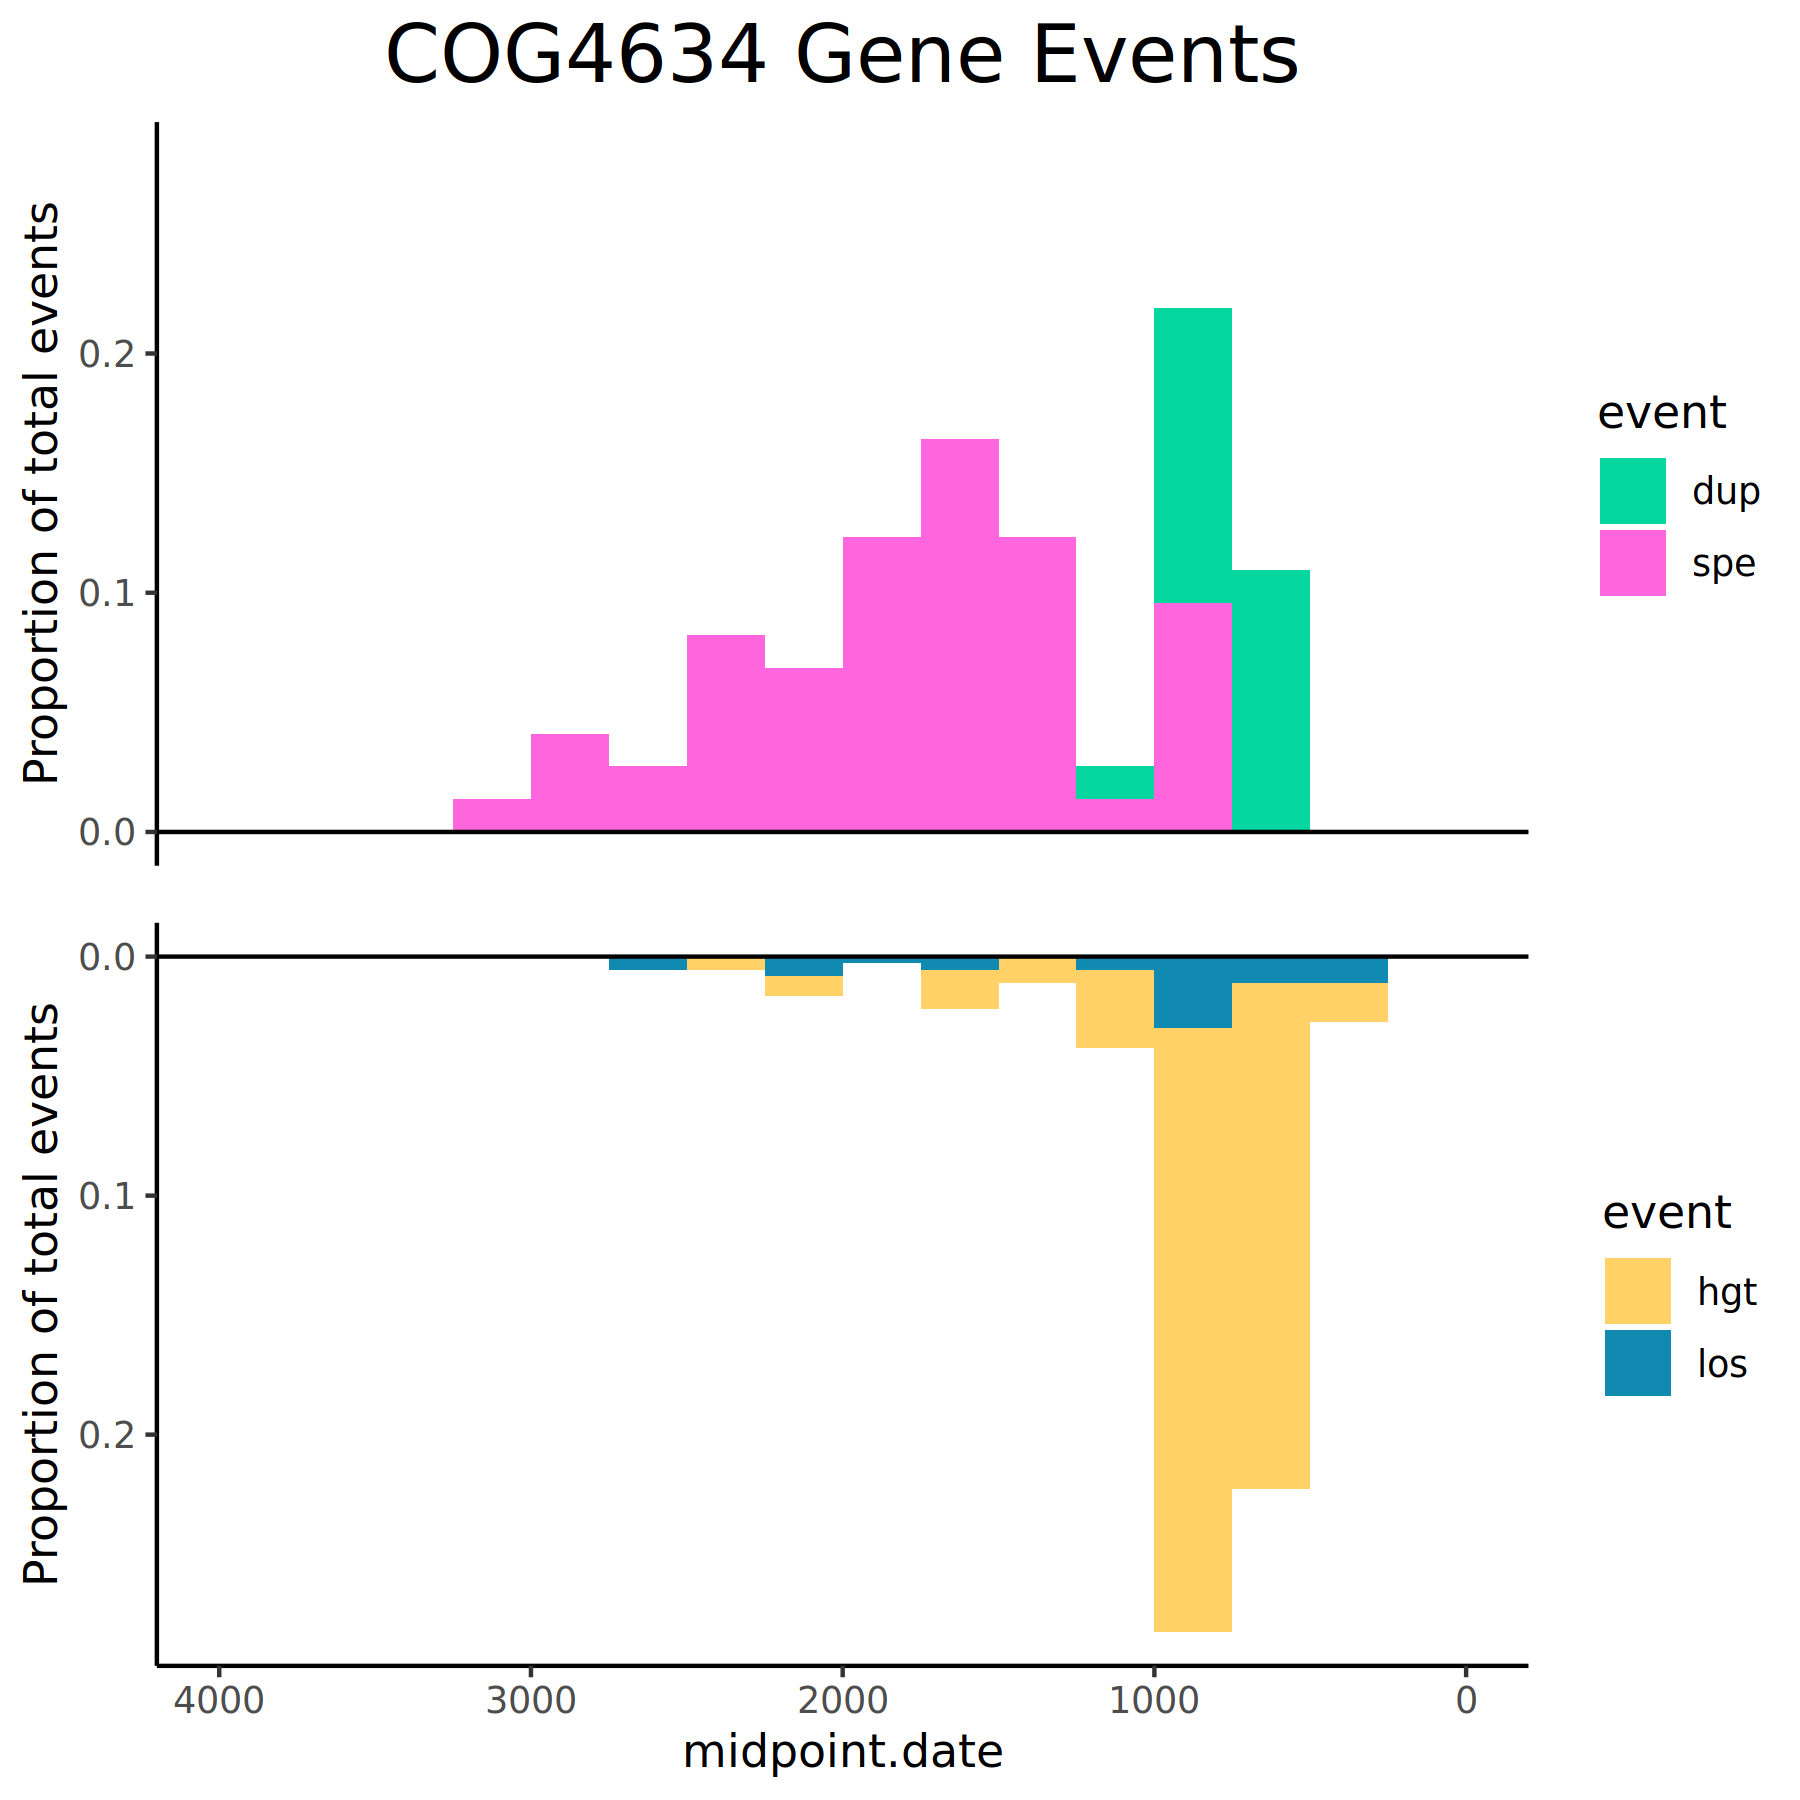 COG4634 Gene Events
Proportion of total events
0.2
0.1
0.0
event
dup
spe
Proportion of total events
0.0
0.1
0.2
event
hgt
los
4000 3000 2000 1000 0
midpoint.date